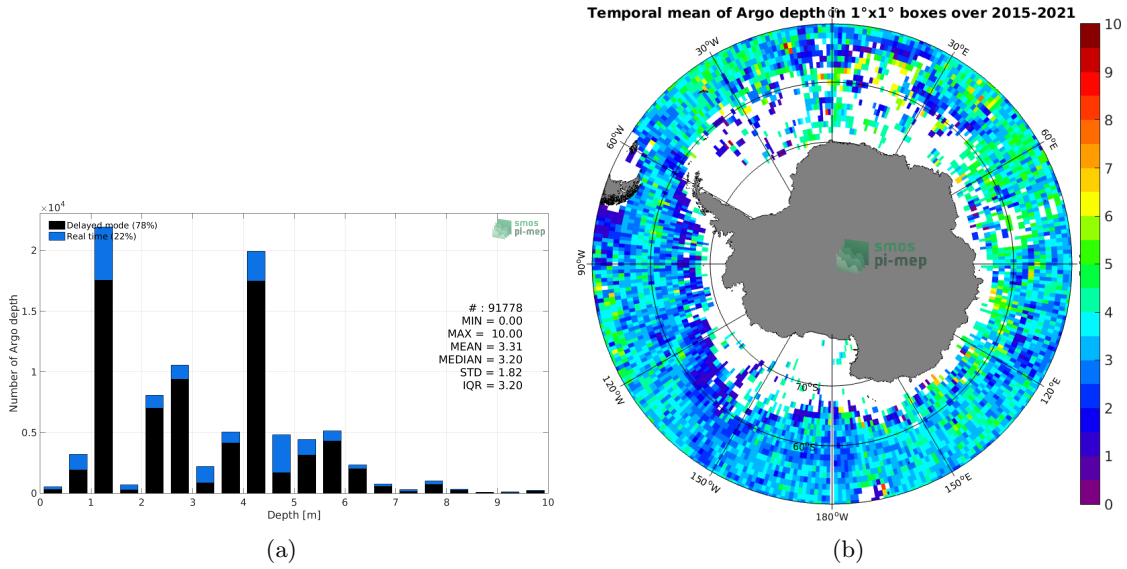 ×10⁴
Delayed mode (78%)
Real time (22%)
smos
pi-mep
# : 91778
MIN = 0.00
MAX = 10.00
MEAN = 3.31
MEDIAN = 3.20
STD = 1.82
IQR = 3.20
Number of Argo depth
2
1.5
1
0.5
0
0 1 2 3 4 5 6 7 8 9 10
Depth [m]
(a)
Temporal mean of Argo depth in 1°x1° boxes over 2015-2021
0°
30°W
30°E
60°W
60°E
90°W
120°W
120°E
150°W
150°E
180°W
70°S
60°S
smos
pi-mep
10
9
8
7
6
5
4
3
2
1
0
(b)